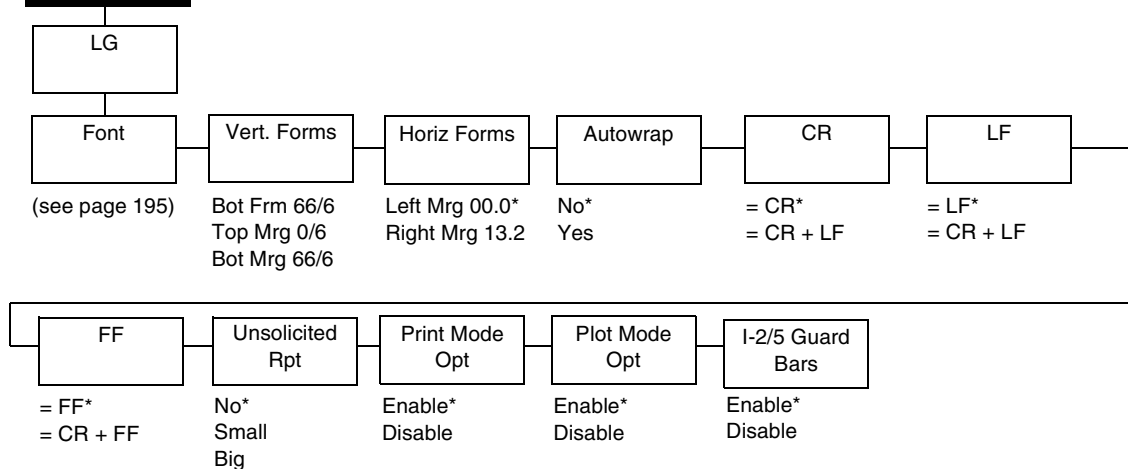 LG
Font
Vert. Forms
Horiz Forms
Autowrap
CR
LF
(see page 195)
Bot Frm 66/6
Top Mrg 0/6
Bot Mrg 66/6
Left Mrg 00.0*
Right Mrg 13.2
No*
Yes
= CR*
= CR + LF
= LF*
= CR + LF
FF
Unsolicited
Rpt
Print Mode
Opt
Plot Mode
Opt
I-2/5 Guard
Bars
= FF*
= CR + FF
No*
Small
Big
Enable*
Disable
Enable*
Disable
Enable*
Disable